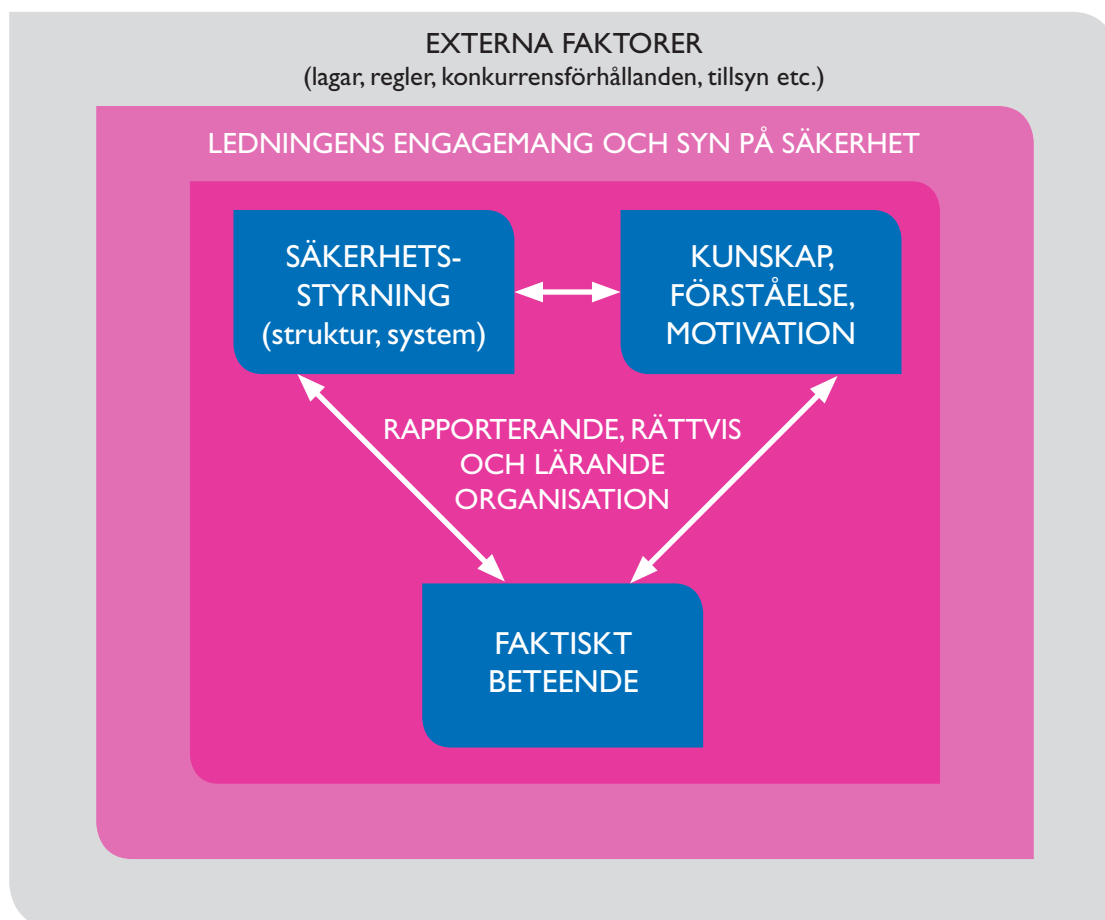 EXTERNA FAKTORER
(lagar, regler, konkurrensförhållanden, tillsyn etc.)
LEDNINGENS ENGAGEMANG OCH SYN PÅ SÄKERHET
SÄKERHETS-
STYRNING
(struktur, system)
KUNSKAP,
FÖRSTÅELSE,
MOTIVATION
RAPPORTERANDE, RÄTTVIS
OCH LÄRANDE
ORGANISATION
FAKTISKT
BETEENDE